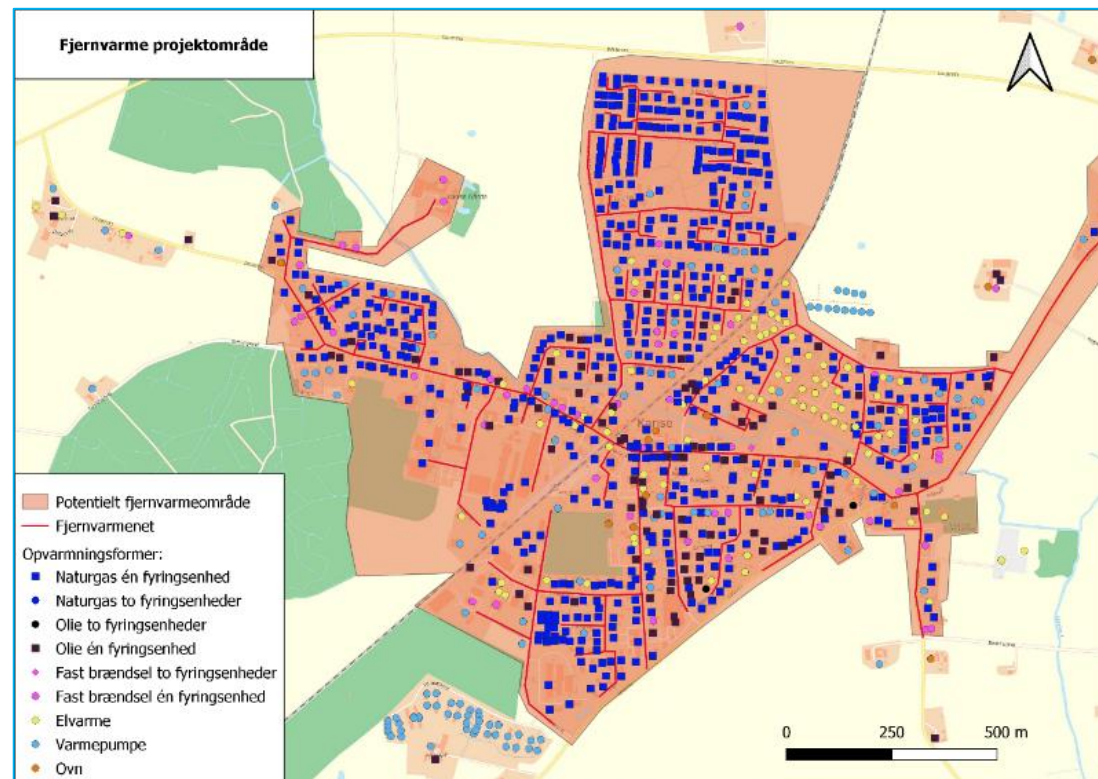 Fjernvarme projektområde
Karise
Potentielt fjernvarmeområde
Fjernvarmenet
Opvarmningsformer:
Naturgas én fyringsenhed
Naturgas to fyringsenheder
Olie to fyringsenheder
Olie én fyringsenhed
Fast brændsel to fyringsenheder
Fast brændsel én fyringsenhed
Elvarme
Varmepumpe
Ovn
0 250 500 m